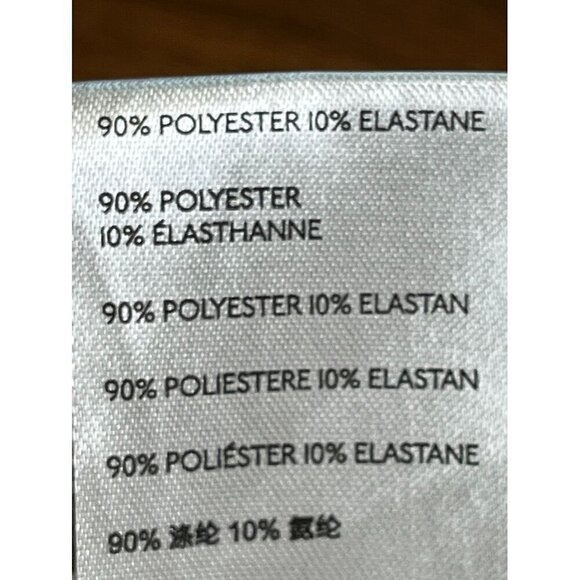 90% POLYESTER 10% ELASTANE
90% POLYESTER
10% ÉLASTHANNE
90% POLYESTER 10% ELASTAN
90% POLIESTERE 10% ELASTAN
90% POLIÉSTER 10% ELASTANE
90% 涤纶 10% 氨纶